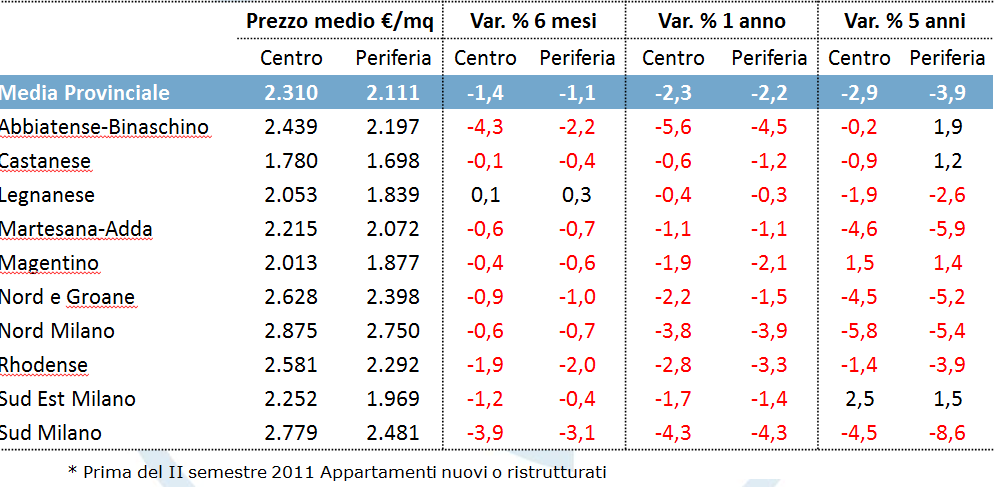 Prezzo medio €/mq Var. % 6 mesi Var. % 1 anno Var. % 5 anni
Centro Periferia Centro Periferia Centro Periferia Centro Periferia
Media Provinciale 2.310 2.111 -1,4 -1,1 -2,3 -2,2 -2,9 -3,9
Abbiatense-Binaschino 2.439 2.197 -4,3 -2,2 -5,6 -4,5 -0,2 1,9
Castanese 1.780 1.698 -0,1 -0,4 -0,6 -1,2 -0,9 1,2
Legnanese 2.053 1.839 0,1 0,3 -0,4 -0,3 -1,9 -2,6
Martesana-Adda 2.215 2.072 -0,6 -0,7 -1,1 -1,1 -4,6 -5,9
Magentino 2.013 1.877 -0,4 -0,6 -1,9 -2,1 1,5 1,4
Nord e Groane 2.628 2.398 -0,9 -1,0 -2,2 -1,5 -4,5 -5,2
Nord Milano 2.875 2.750 -0,6 -0,7 -3,8 -3,9 -5,8 -5,4
Rhodense 2.581 2.292 -1,9 -2,0 -2,8 -3,3 -1,4 -3,9
Sud Est Milano 2.252 1.969 -1,2 -0,4 -1,7 -1,4 2,5 1,5
Sud Milano 2.779 2.481 -3,9 -3,1 -4,3 -4,3 -4,5 -8,6
* Prima del II semestre 2011 Appartamenti nuovi o ristrutturati